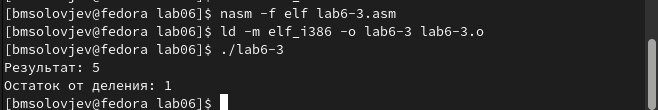 [bmsolovjev@fedora lab06]$ nasm -f elf lab6-3.asm
[bmsolovjev@fedora lab06]$ ld -m elf_i386 -o lab6-3 lab6-3.o
[bmsolovjev@fedora lab06]$ ./lab6-3
Результат: 5
Остаток от деления: 1
[bmsolovjev@fedora lab06]$